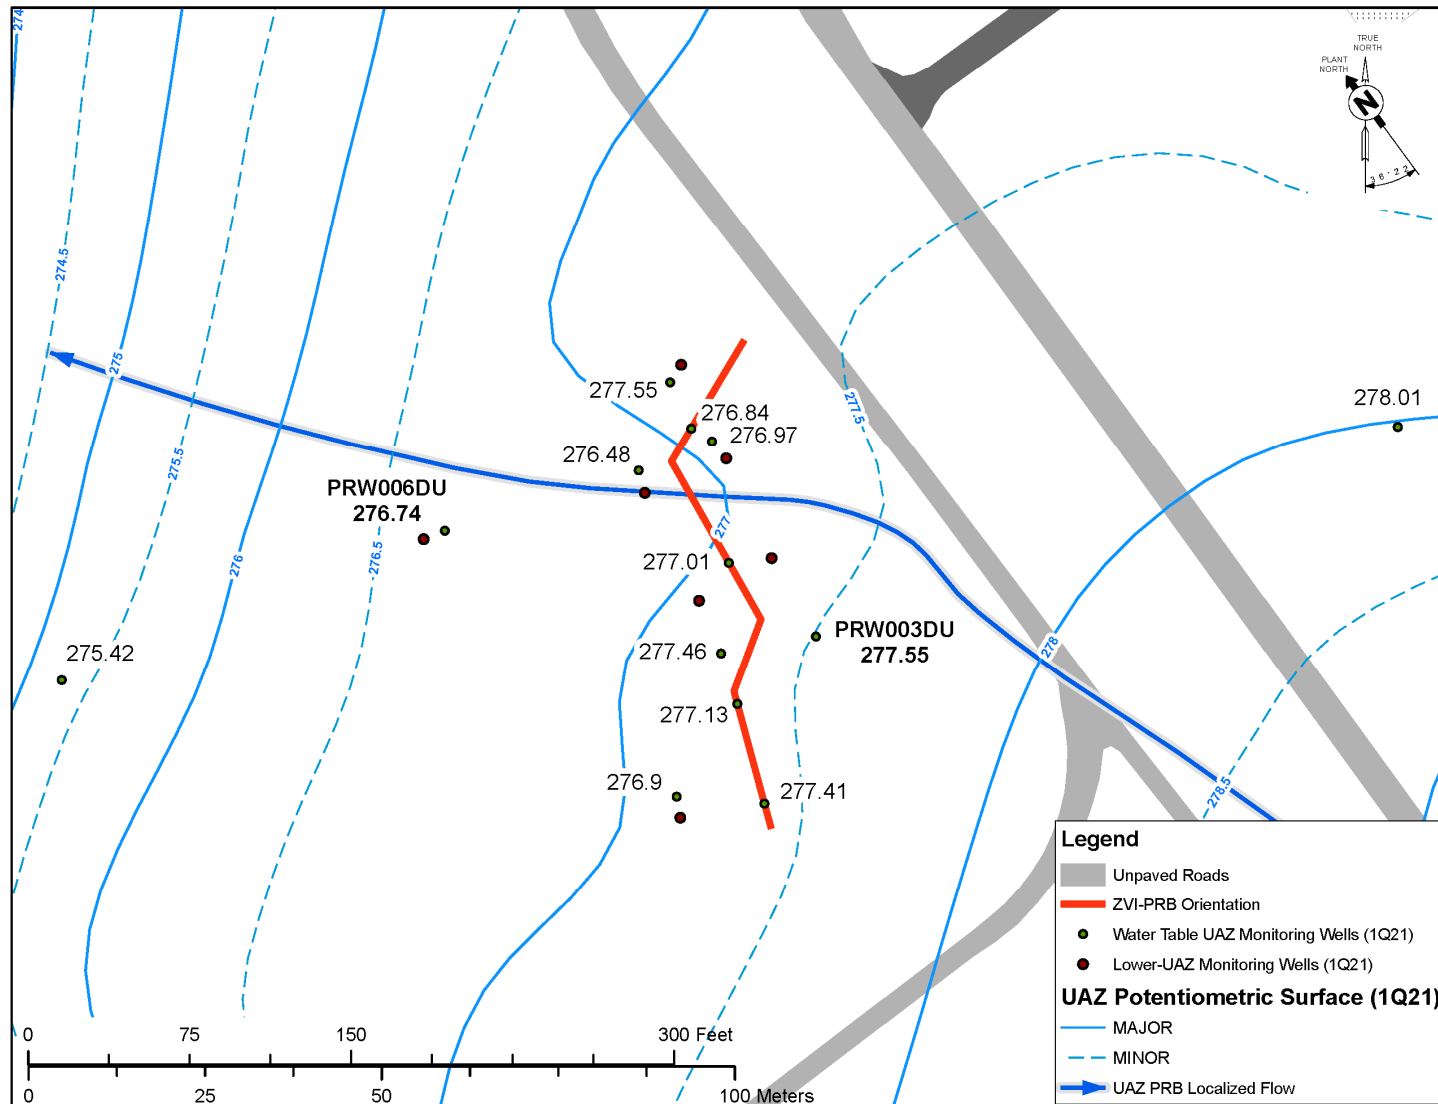 274
TRUE
NORTH
PLANT
NORTH
N
36.22
274.5
275
275.5
276
276.5
277
277.5
278
278.5
277.55
276.84
276.97
276.48
PRW006DU
276.74
278.01
277.01
PRW003DU
277.55
277.46
275.42
277.13
276.9
277.41
Legend
Unpaved Roads
ZVI-PRB Orientation
Water Table UAZ Monitoring Wells (1Q21)
Lower-UAZ Monitoring Wells (1Q21)
UAZ Potentiometric Surface (1Q21)
MAJOR
MINOR
UAZ PRB Localized Flow
0 75 150 300 Feet
0 25 50 100 Meters